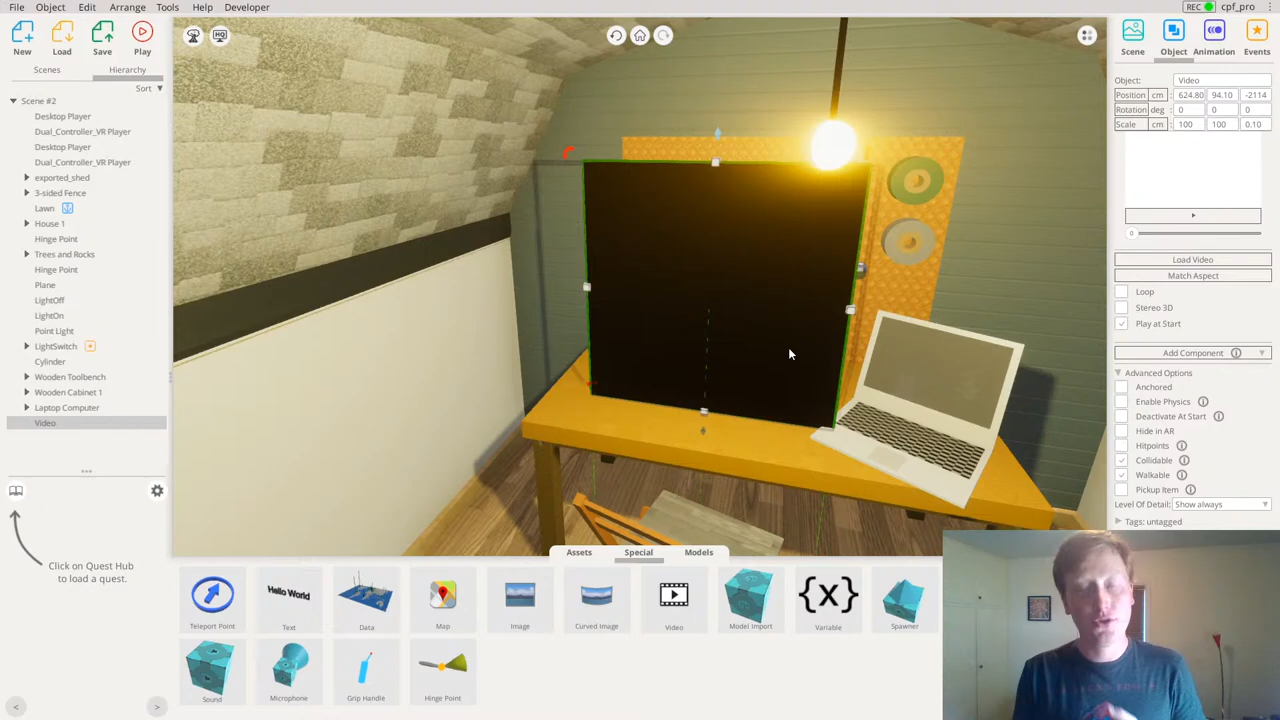 File Object Edit Arrange Tools Help Developer REC cpf_pro
New Load Save Play
Scene Object Animation Events
Scenes Hierarchy
Sort
Scene #2
Desktop Player
Dual_Controller_VR Player
Desktop Player
Dual_Controller_VR Player
exported_shed
3-sided Fence
Lawn
House 1
Hinge Point
Trees and Rocks
Hinge Point
Plane
LightOff
LightOn
Point Light
LightSwitch
Cylinder
Wooden Toolbench
Wooden Cabinet 1
Laptop Computer
Video
Click on Quest Hub
to load a quest.
HQ
Object: Video
Position cm : 624.80 94.10 -2114
Rotation deg : 0 0 0
Scale cm : 100 100 0.10
0
Load Video
Match Aspect
Loop
Stereo 3D
Play at Start
Add Component
Advanced Options
Anchored
Enable Physics
Deactivate At Start
Hide in AR
Hitpoints
Collidable
Walkable
Pickup Item
Level Of Detail: Show always
Tags: untagged
Assets Special Models
Hello World
{x}
Teleport Point Text Data Map Image Curved Image Video Model Import Variable Spawner
Sound Microphone Grip Handle Hinge Point